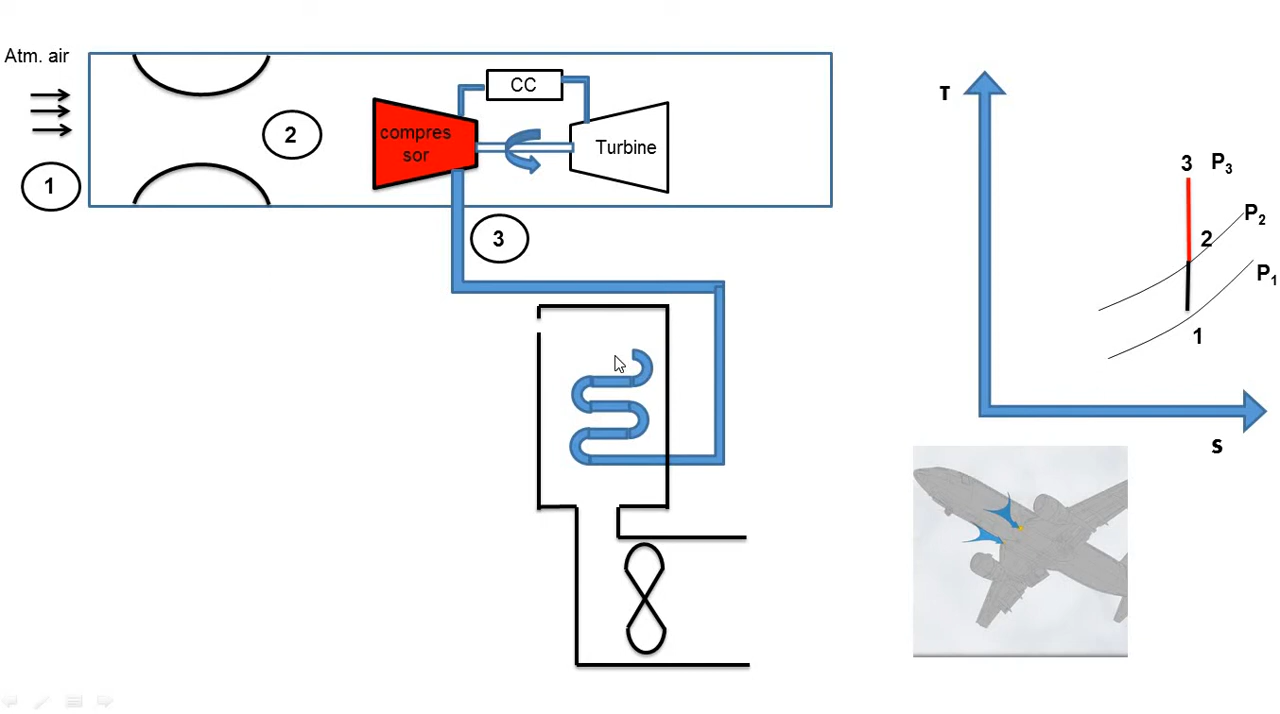 Atm. air
1
2
compres
sor
CC
Turbine
3
T
3 P3
P2
2
P1
1
S